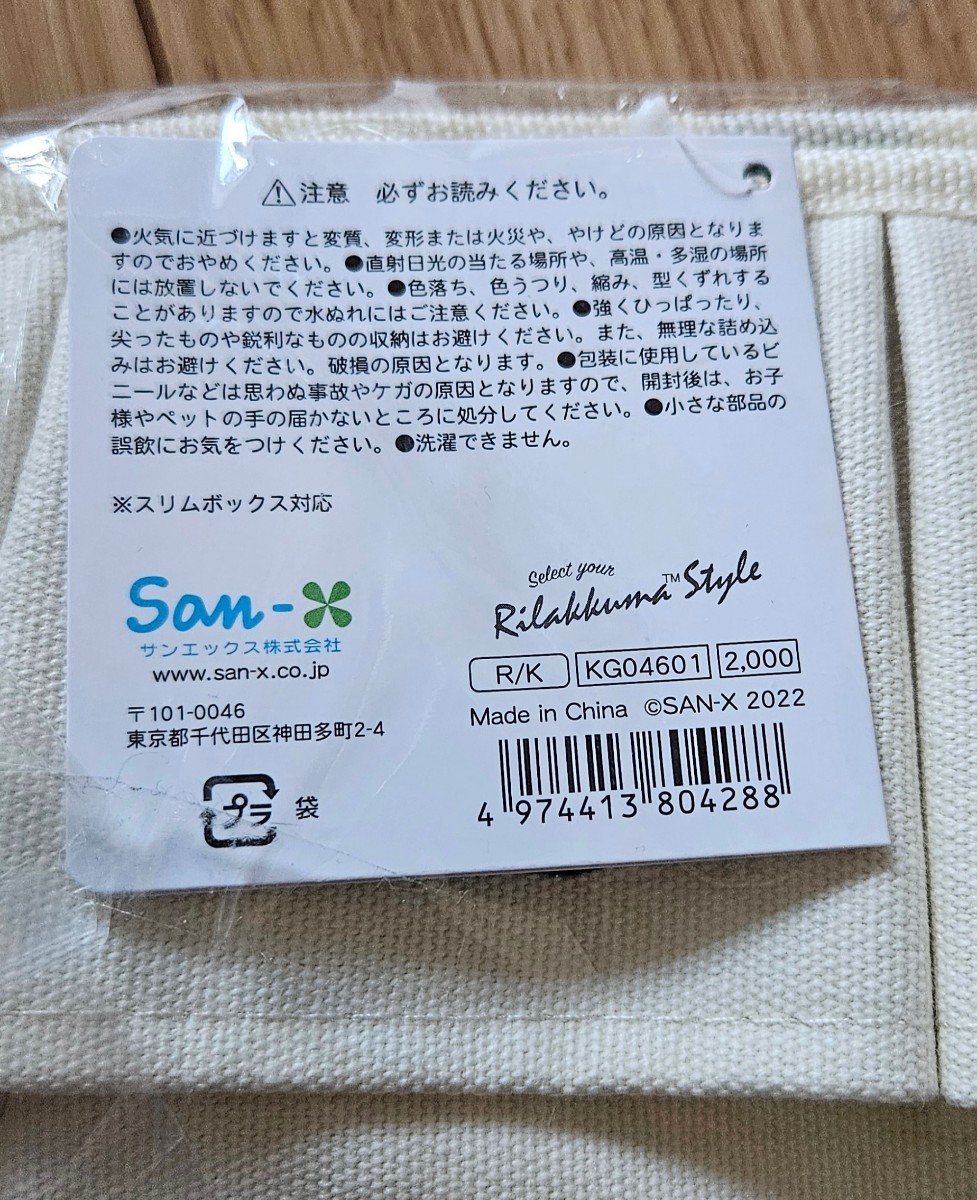 ⚠注意　必ずお読みください。
●火気に近づけますと変質、変形または火災や、やけどの原因となりま
すのでおやめください。●直射日光の当たる場所や、高温・多湿の場所
には放置しないでください。●色落ち、色うつり、縮み、型くずれする
ことがありますので水ぬれにはご注意ください。●強くひっぱったり、
尖ったものや鋭利なものの収納はお避けください。また、無理な詰め込
みはお避けください。破損の原因となります。●包装に使用しているビ
ニールなどは思わぬ事故やケガの原因となりますので、開封後は、お子
様やペットの手の届かないところに処分してください。●小さな部品の
誤飲にお気をつけください。●洗濯できません。
※スリムボックス対応
San-X
サンエックス株式会社
www.san-x.co.jp
〒101-0046
東京都千代田区神田多町2-4
プラ 袋
Select your
Rilakkuma™ Style
R/K KG04601 2,000
Made in China ©SAN-X 2022
4 974413 804288